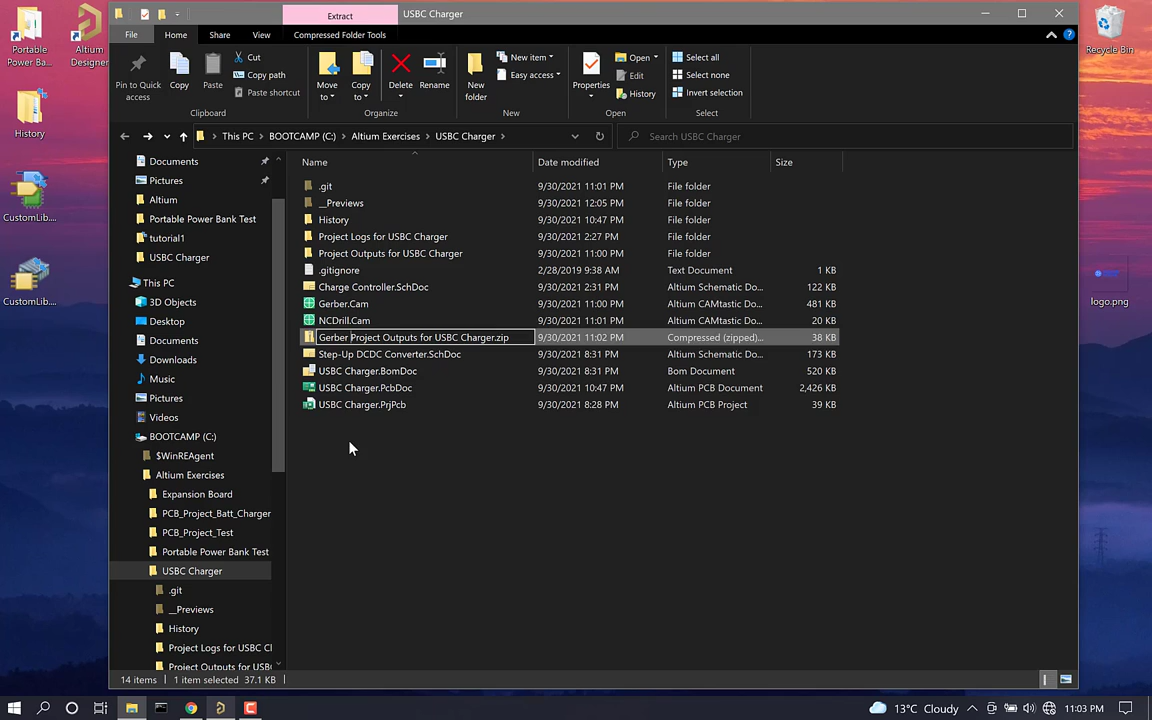 Portable
Power Ba...
Altium
Designer
History
CustomLib....
CustomLib....
Recycle Bin
logo.png
Extract
USBC Charger
File
Home
Share
View
Compressed Folder Tools
Pin to Quick
access
Copy
Paste
Cut
Copy path
Paste shortcut
Clipboard
Move
to
Copy
to
Delete
Rename
Organize
New
folder
New item
Easy access
New
Properties
Open
Edit
History
Open
Select all
Select none
Invert selection
Select
This PC
BOOTCAMP (C:)
Altium Exercises
USBC Charger
Search USBC Charger
Documents
Pictures
Altium
Portable Power Bank Test
tutorial1
USBC Charger
This PC
3D Objects
Desktop
Documents
Downloads
Music
Pictures
Videos
BOOTCAMP (C:)
$WinREAgent
Altium Exercises
Expansion Board
PCB_Project_Batt_Charger
PCB_Project_Test
Portable Power Bank Test
USBC Charger
.git
__Previews
History
Project Logs for USBC Cl
Project Outputs for USB(
Name Date modified Type Size
.git 9/30/2021 11:01 PM File folder
__Previews 9/30/2021 12:05 PM File folder
History 9/30/2021 10:47 PM File folder
Project Logs for USBC Charger 9/30/2021 2:27 PM File folder
Project Outputs for USBC Charger 9/30/2021 11:00 PM File folder
.gitignore 2/28/2019 9:38 AM Text Document 1 KB
Charge Controller.SchDoc 9/30/2021 2:31 PM Altium Schematic Do... 122 KB
Gerber.Cam 9/30/2021 11:00 PM Altium CAMtastic Do... 481 KB
NCDrill.Cam 9/30/2021 11:01 PM Altium CAMtastic Do... 20 KB
Gerber Project Outputs for USBC Charger.zip 9/30/2021 11:02 PM Compressed (zipped)... 38 KB
Step-Up DCDC Converter.SchDoc 9/30/2021 8:31 PM Altium Schematic Do... 173 KB
USBC Charger.BomDoc 9/30/2021 8:31 PM Bom Document 520 KB
USBC Charger.PcbDoc 9/30/2021 10:47 PM Altium PCB Document 2,426 KB
USBC Charger.PrjPcb 9/30/2021 8:28 PM Altium PCB Project 39 KB
14 items 1 item selected 37.1 KB
13°C Cloudy
11:03 PM